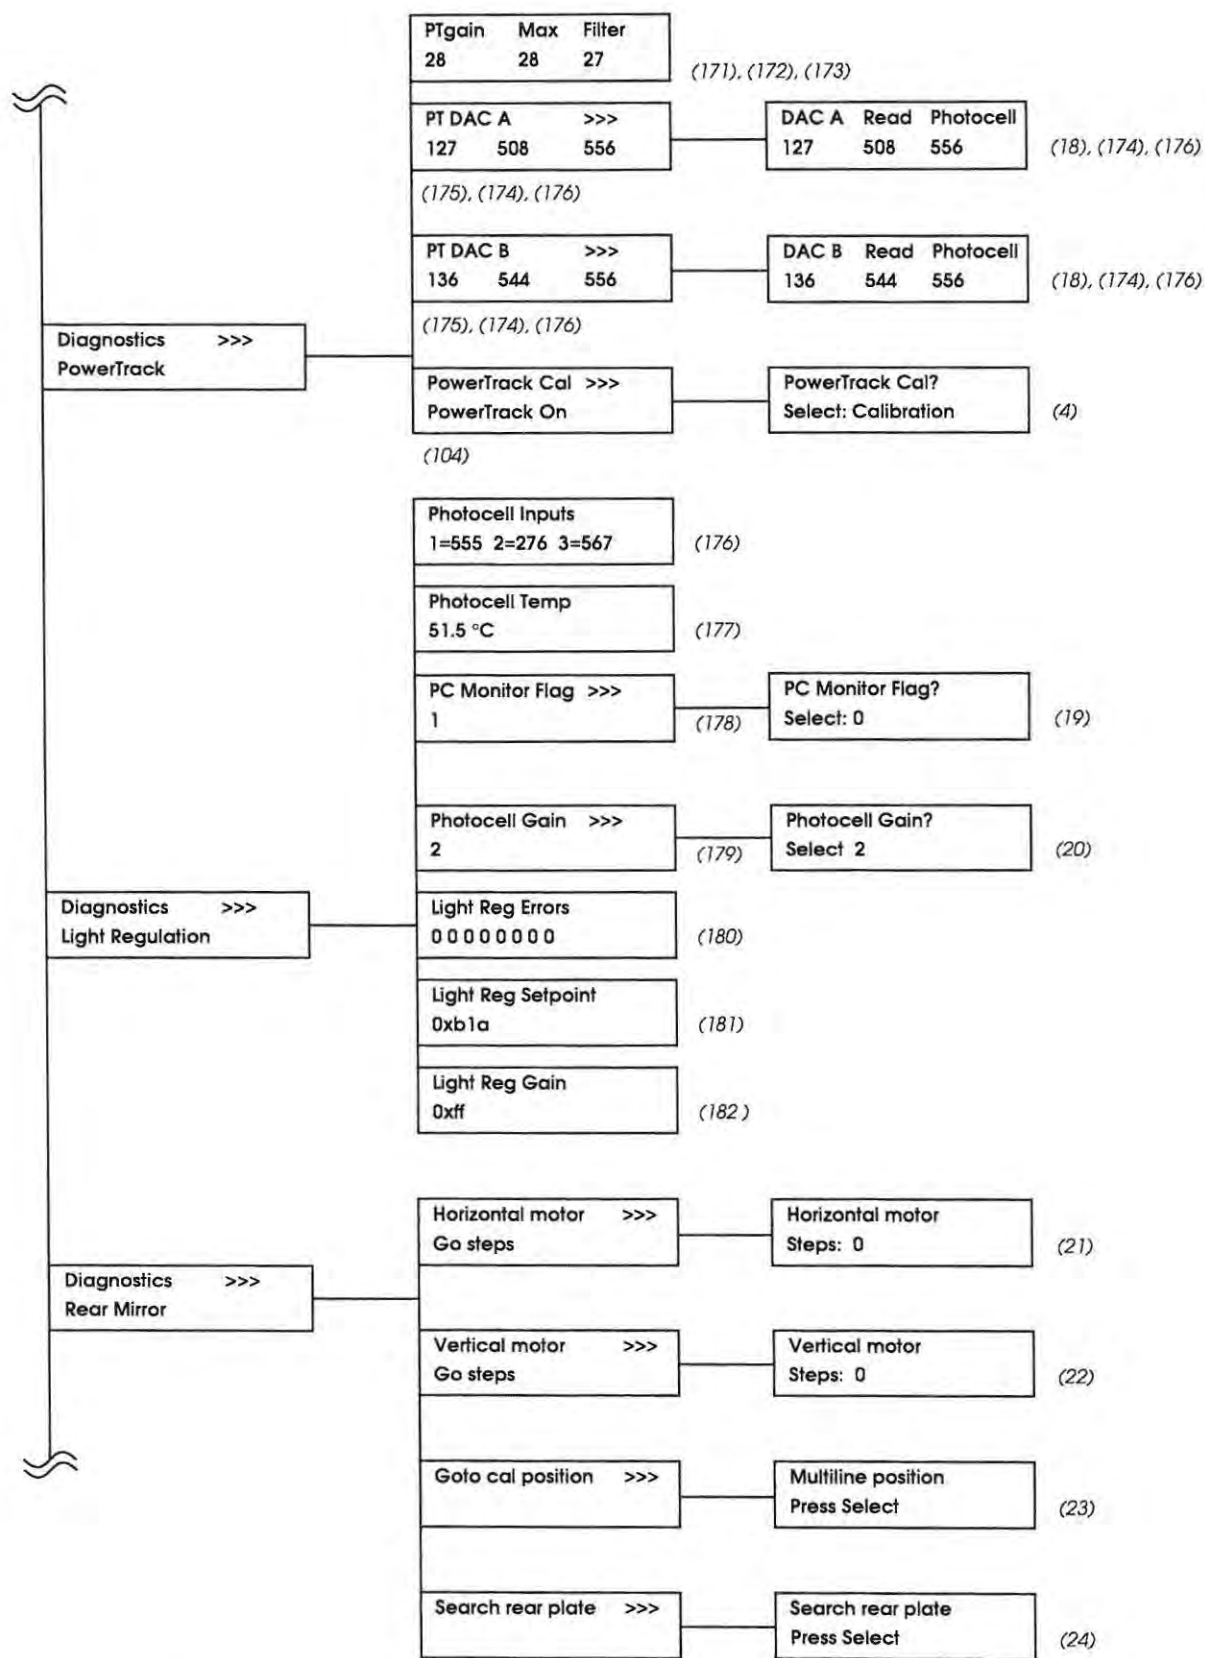 PTgain Max Filter
28 28 27
(171), (172), (173)
PT DAC A >>>
127 508 556
(175), (174), (176)
DAC A Read Photocell
127 508 556
(18), (174), (176)
PT DAC B >>>
136 544 556
(175), (174), (176)
DAC B Read Photocell
136 544 556
(18), (174), (176)
Diagnostics >>>
PowerTrack
PowerTrack Cal >>>
PowerTrack On
(104)
PowerTrack Cal?
Select: Calibration
(4)
Photocell Inputs
1=555 2=276 3=567
(176)
Photocell Temp
51.5 °C
(177)
PC Monitor Flag >>>
1
(178)
PC Monitor Flag?
Select: 0
(19)
Photocell Gain >>>
2
(179)
Photocell Gain?
Select 2
(20)
Diagnostics >>>
Light Regulation
Light Reg Errors
0 0 0 0 0 0 0 0
(180)
Light Reg Setpoint
0xb1a
(181)
Light Reg Gain
0xff
(182 )
Horizontal motor >>>
Go steps
Horizontal motor
Steps: 0
(21)
Diagnostics >>>
Rear Mirror
Vertical motor >>>
Go steps
Vertical motor
Steps: 0
(22)
Goto cal position >>>
Multiline position
Press Select
(23)
Search rear plate >>>
Search rear plate
Press Select
(24)